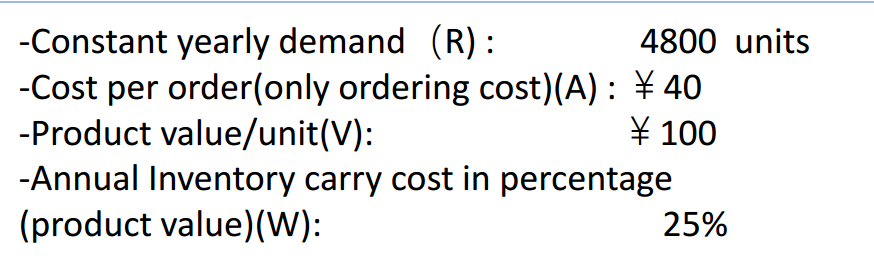 -Constant yearly demand （R）: 4800 units
-Cost per order(only ordering cost)(A) : ￥40
-Product value/unit(V): ￥100
-Annual Inventory carry cost in percentage
(product value)(W): 25%